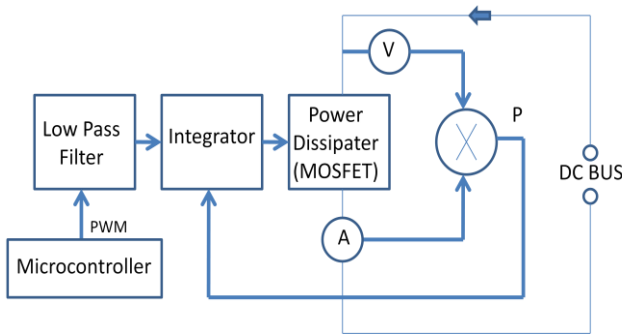 V
P
Low Pass
Filter
Integrator
Power
Dissipater
(MOSFET)
DC BUS
PWM
A
Microcontroller